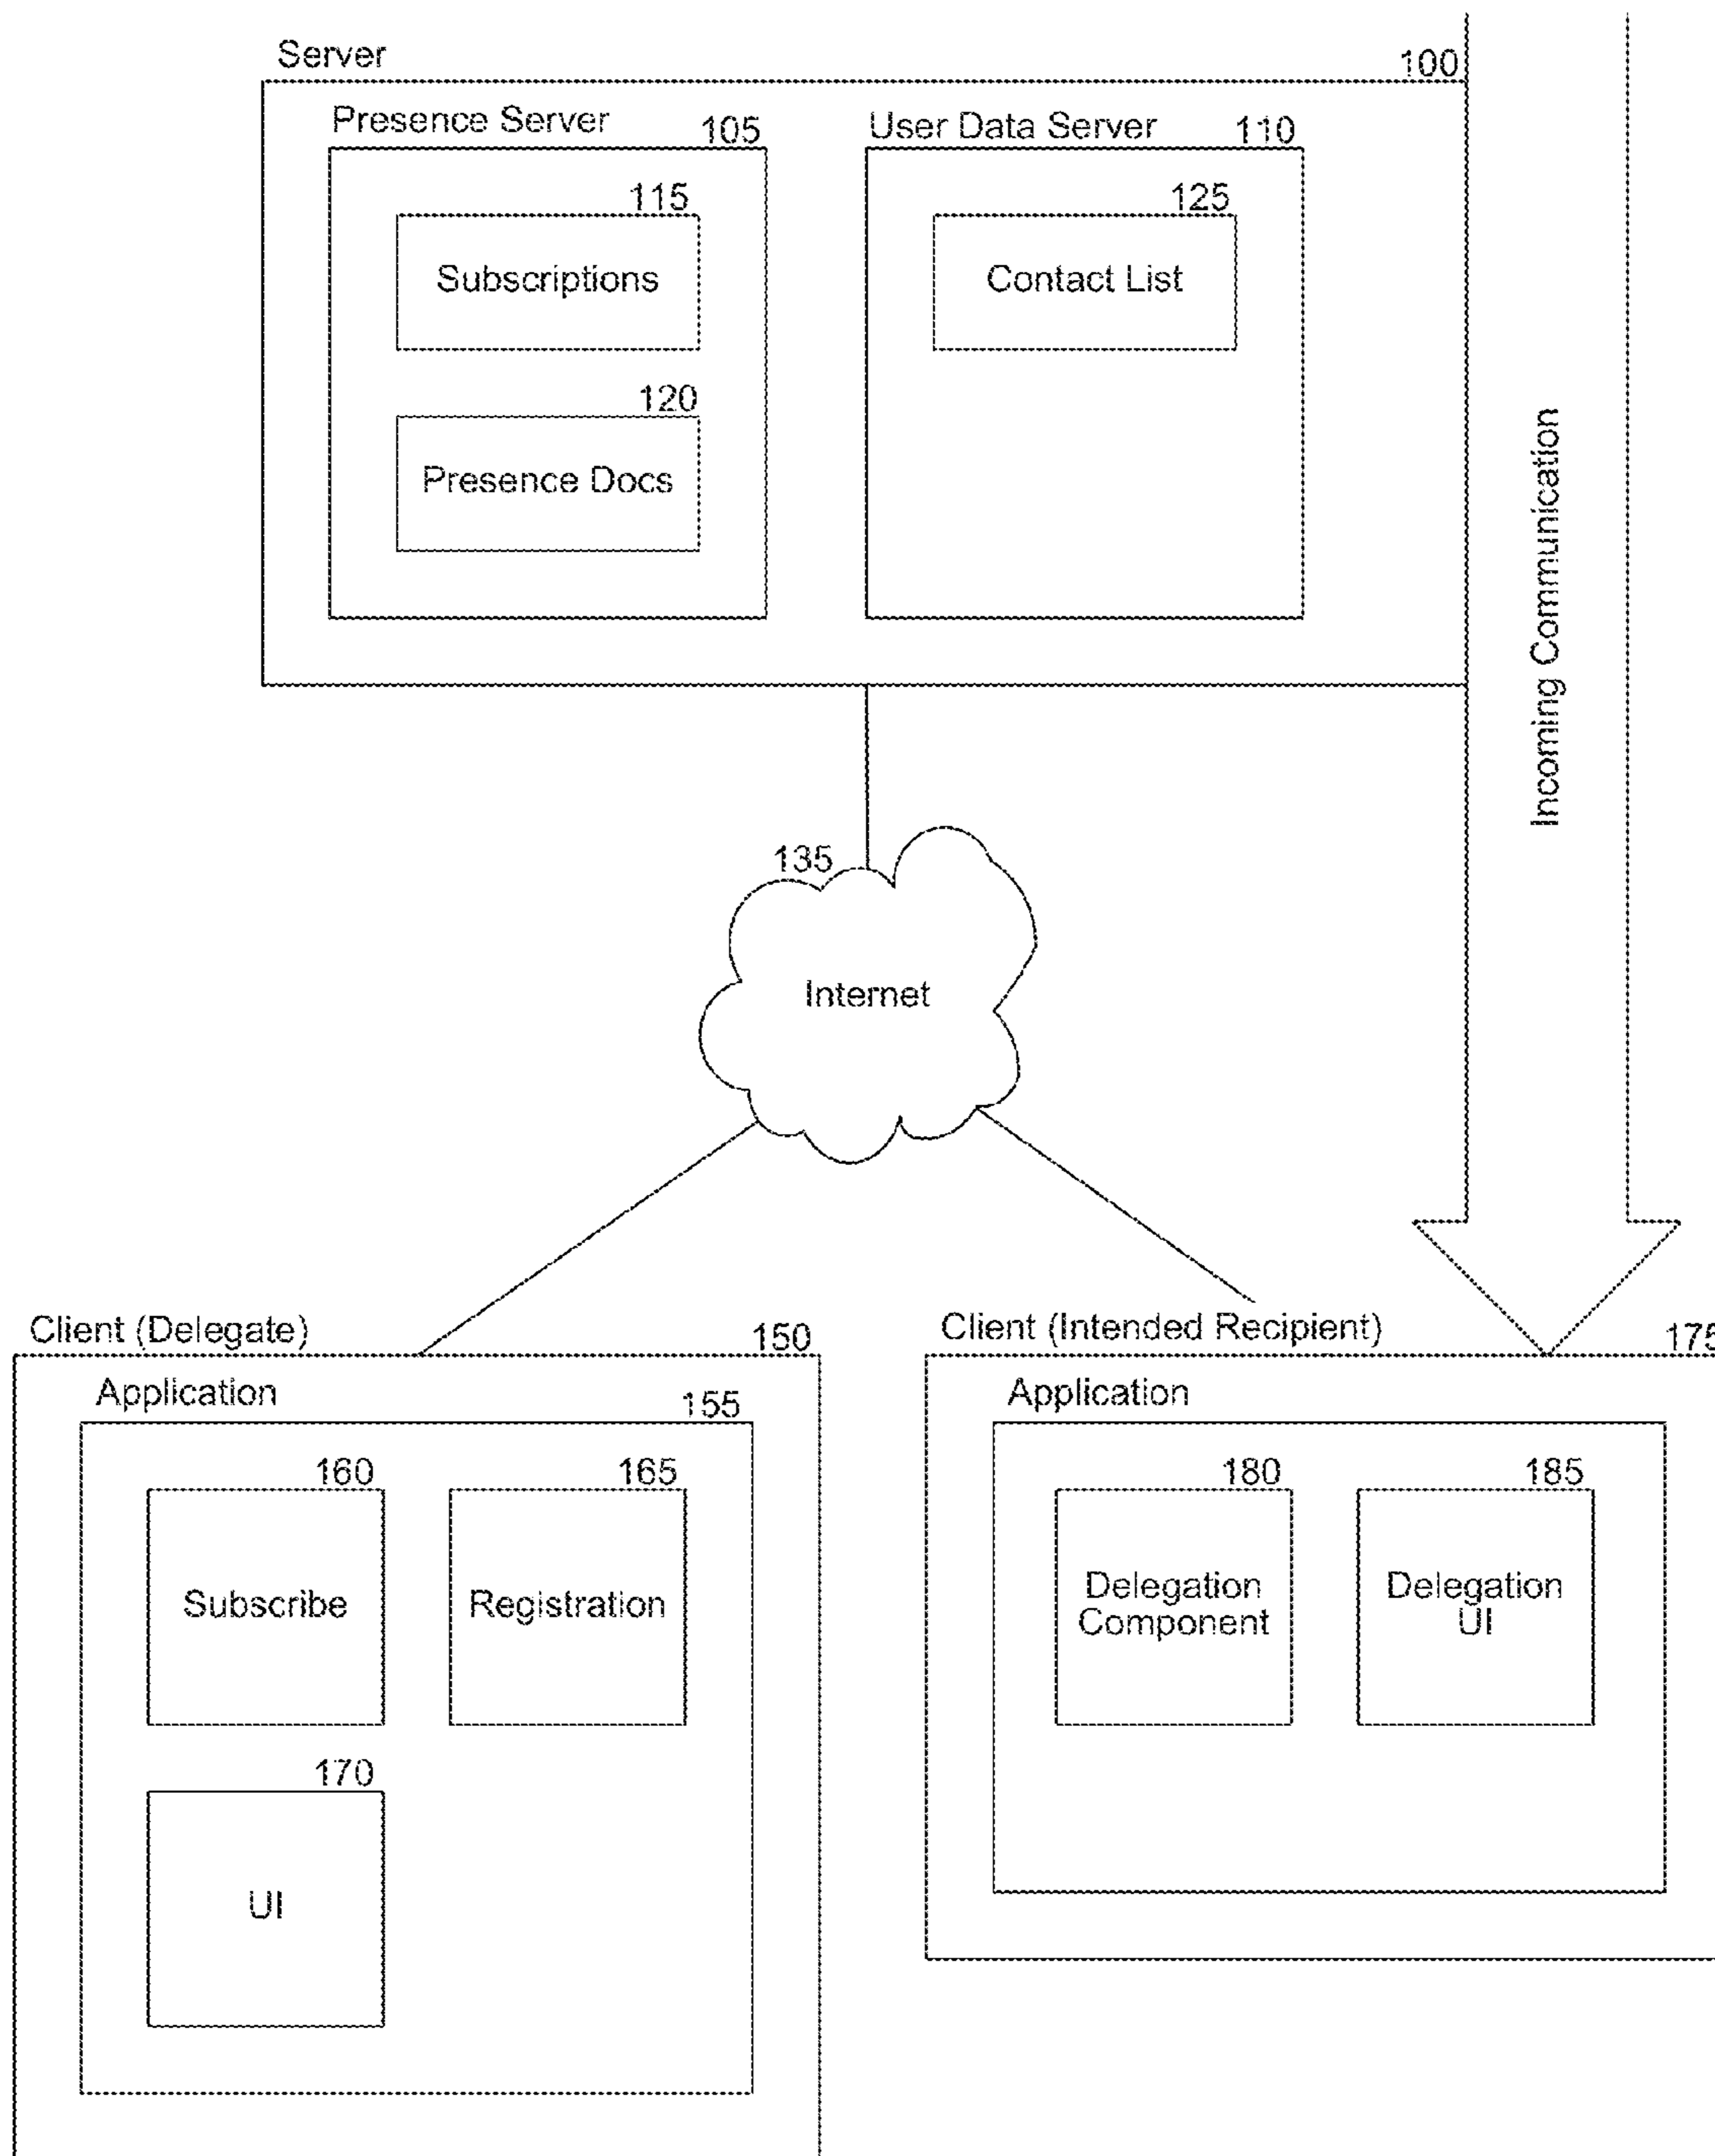 Server
100
Presence Server
105
User Data Server
110
115
Subscriptions
125
Contact List
120
Presence Docs
Incoming Communication
135
Internet
Client (Delegate)
150
Application
155
160
Subscribe
165
Registration
170
UI
Client (Intended Recipient)
175
Application
180
Delegation
Component
185
Delegation
UI